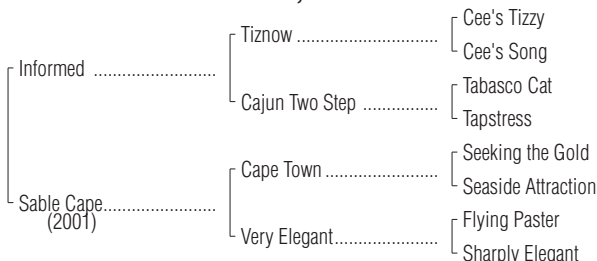 Cee's Tizzy
Tiznow
Cee's Song
Informed
Tabasco Cat
Cajun Two Step
Tapstress
Seeking the Gold
Cape Town
Seaside Attraction
Sable Cape
(2001)
Flying Paster
Very Elegant
Sharply Elegant